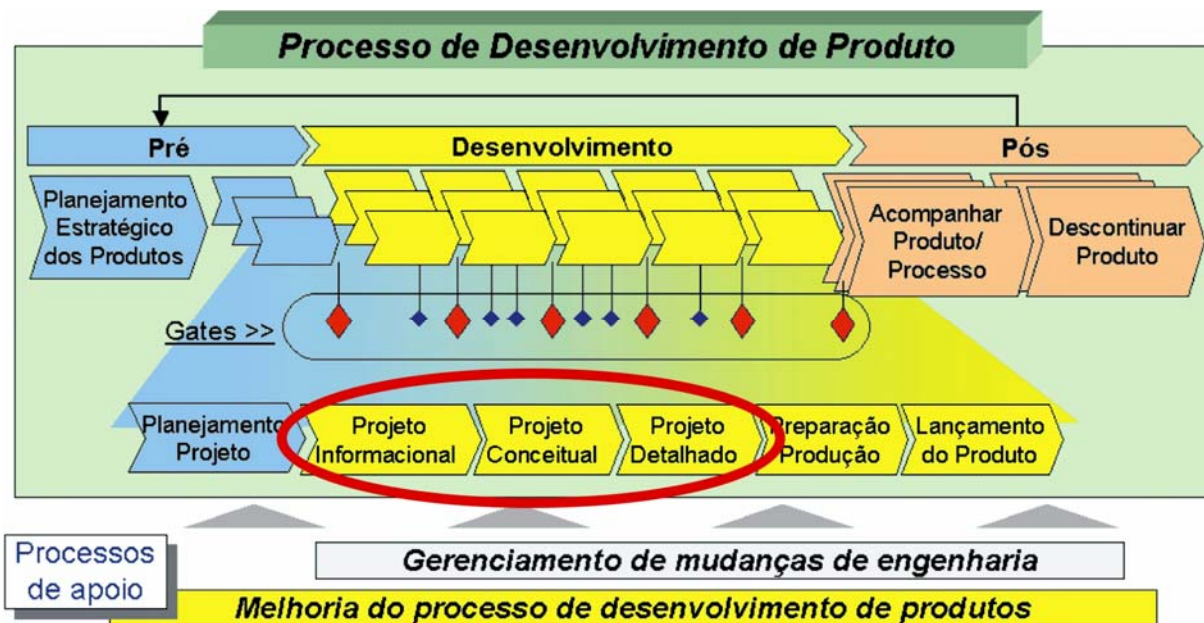 Processo de Desenvolvimento de Produto
Pré
Desenvolvimento
Pós
Planejamento
Estratégico
dos Produtos
Acompanhar
Produto/
Processo
Descontinuar
Produto
Gates >>
Planejamento
Projeto
Projeto
Informacional
Projeto
Conceitual
Projeto
Detalhado
Preparação
Produção
Lançamento
do Produto
Processos
de apoio
Gerenciamento de mudanças de engenharia
Melhoria do processo de desenvolvimento de produtos